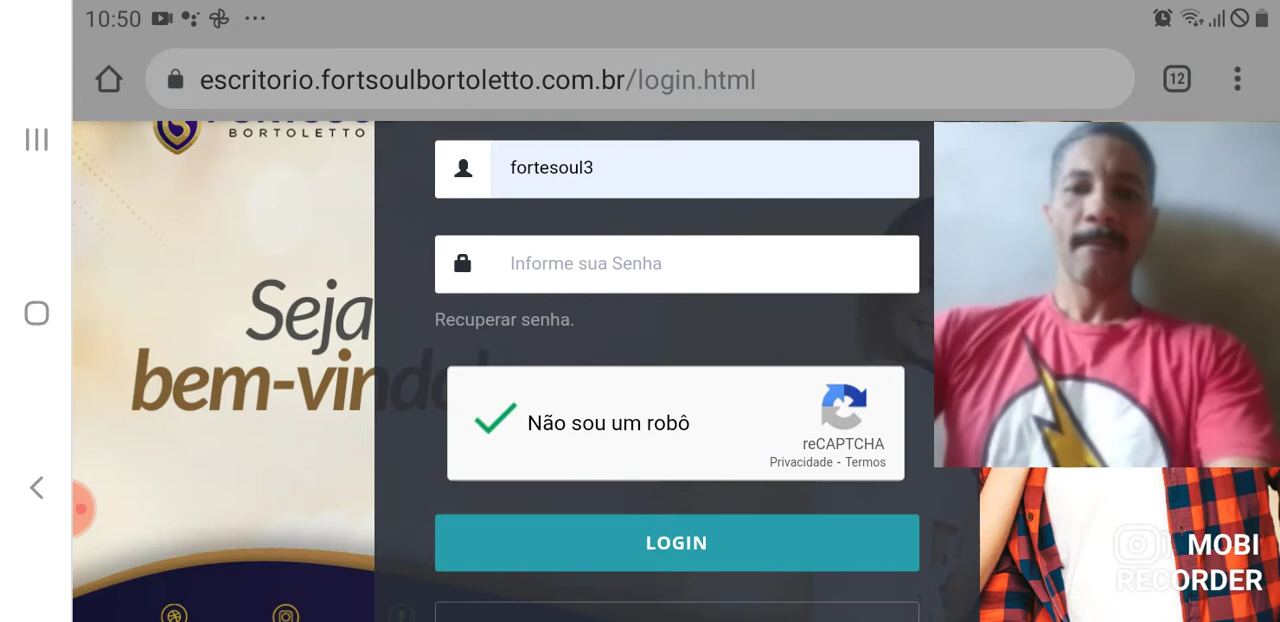 10:50
escritorio.fortsoulbortoletto.com.br/login.html
12
BORTOLETTO
fortesoul3
Informe sua Senha
Recuperar senha.
Seja
bem-vindo
Não sou um robô
reCAPTCHA
Privacidade - Termos
LOGIN
MOBI
RECORDER